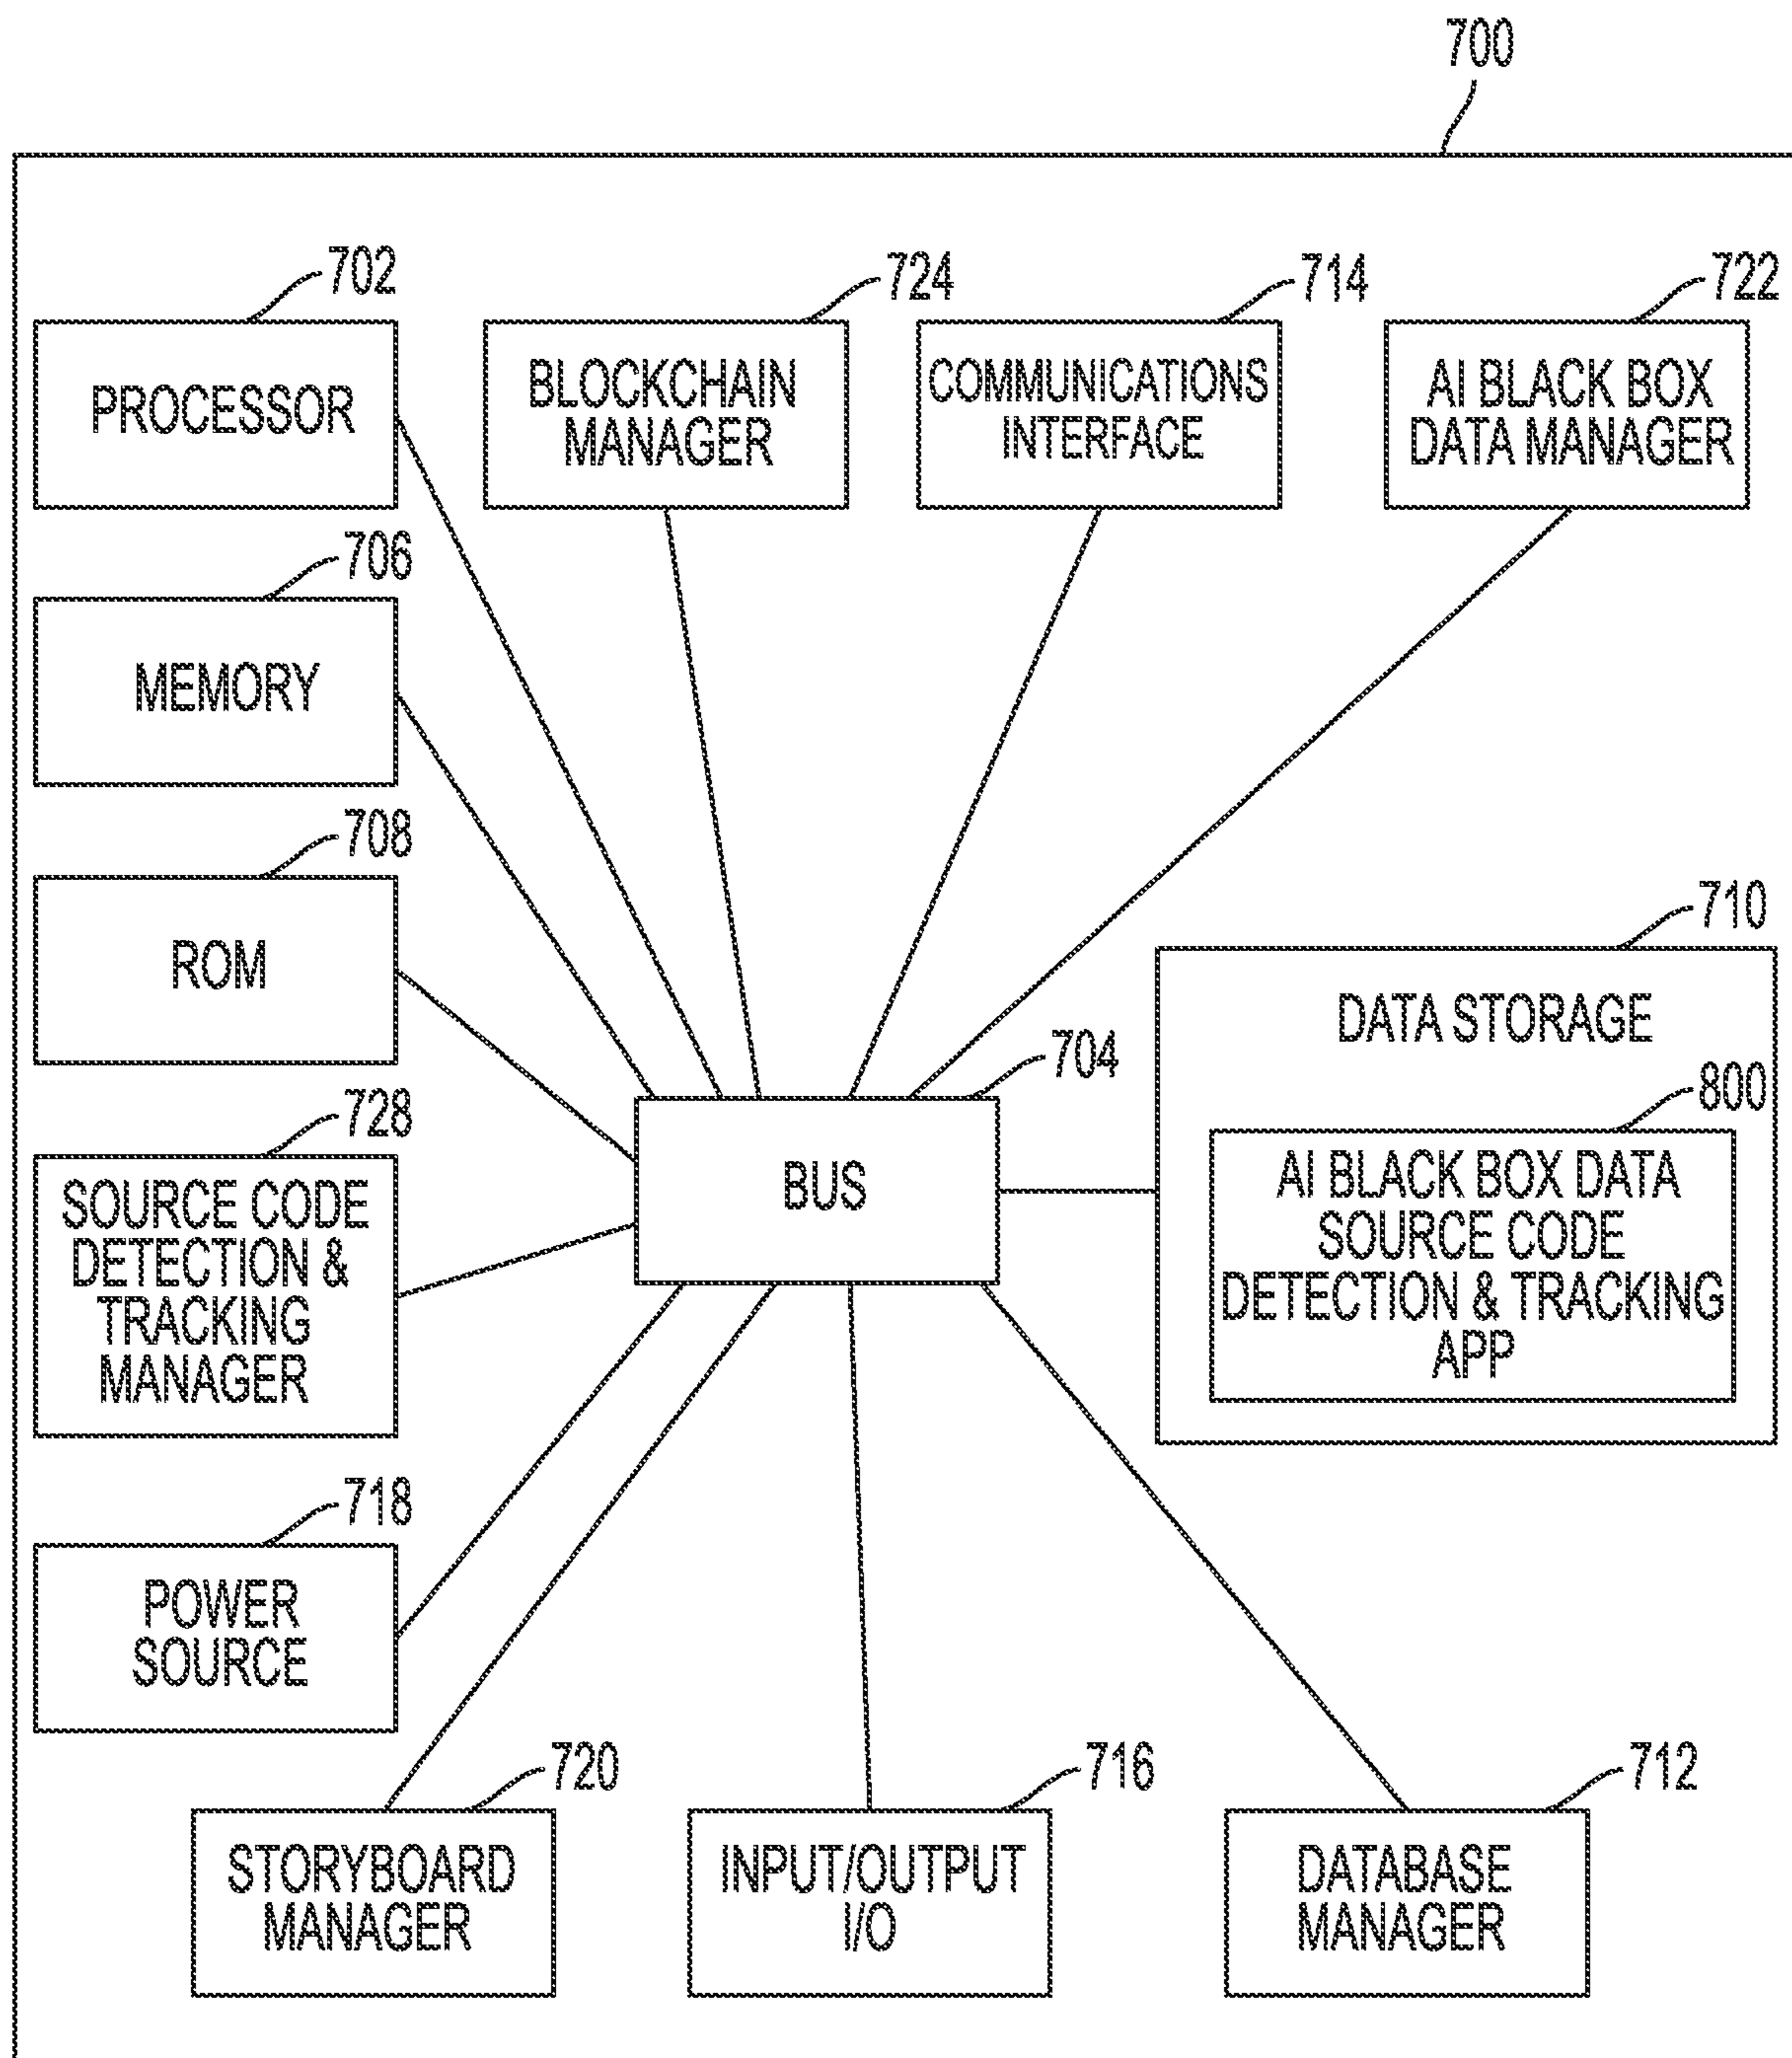 700
702
724
714
722
PROCESSOR
BLOCKCHAIN
MANAGER
COMMUNICATIONS
INTERFACE
AI BLACK BOX
DATA MANAGER
706
MEMORY
708
ROM
710
DATA STORAGE
704
BUS
800
AI BLACK BOX DATA
SOURCE CODE
DETECTION & TRACKING
APP
728
SOURCE CODE
DETECTION &
TRACKING
MANAGER
718
POWER
SOURCE
720
716
712
STORYBOARD
MANAGER
INPUT/OUTPUT
I/O
DATABASE
MANAGER